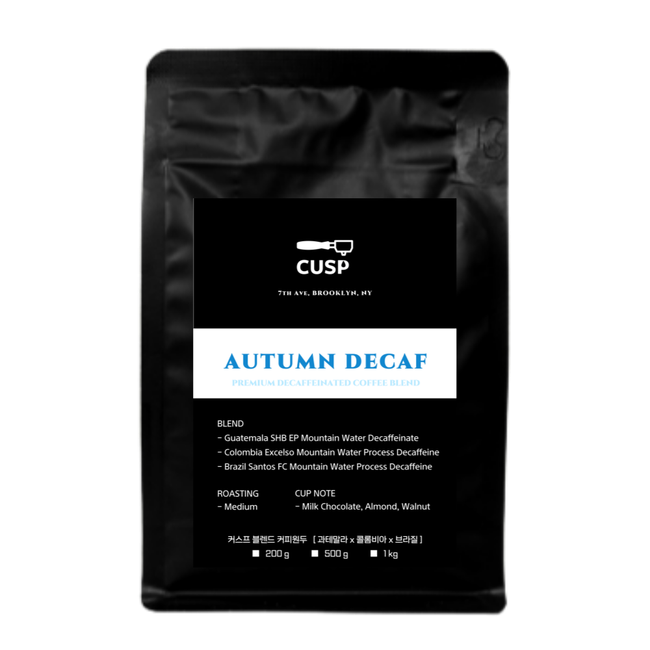 CUSP
7TH AVE, BROOKLYN, NY
AUTUMN DECAF
PREMIUM DECAFFEINATED COFFEE BLEND
BLEND
- Guatemala SHB EP Mountain Water Decaffeinate
- Colombia Excelso Mountain Water Process Decaffeine
- Brazil Santos FC Mountain Water Process Decaffeine
ROASTING CUP NOTE
- Medium - Milk Chocolate, Almond, Walnut
커스프 블렌드 커피원두 [ 과테말라 x 콜롬비아 x 브라질 ]
■ 200 g ■ 500 g ■ 1 kg